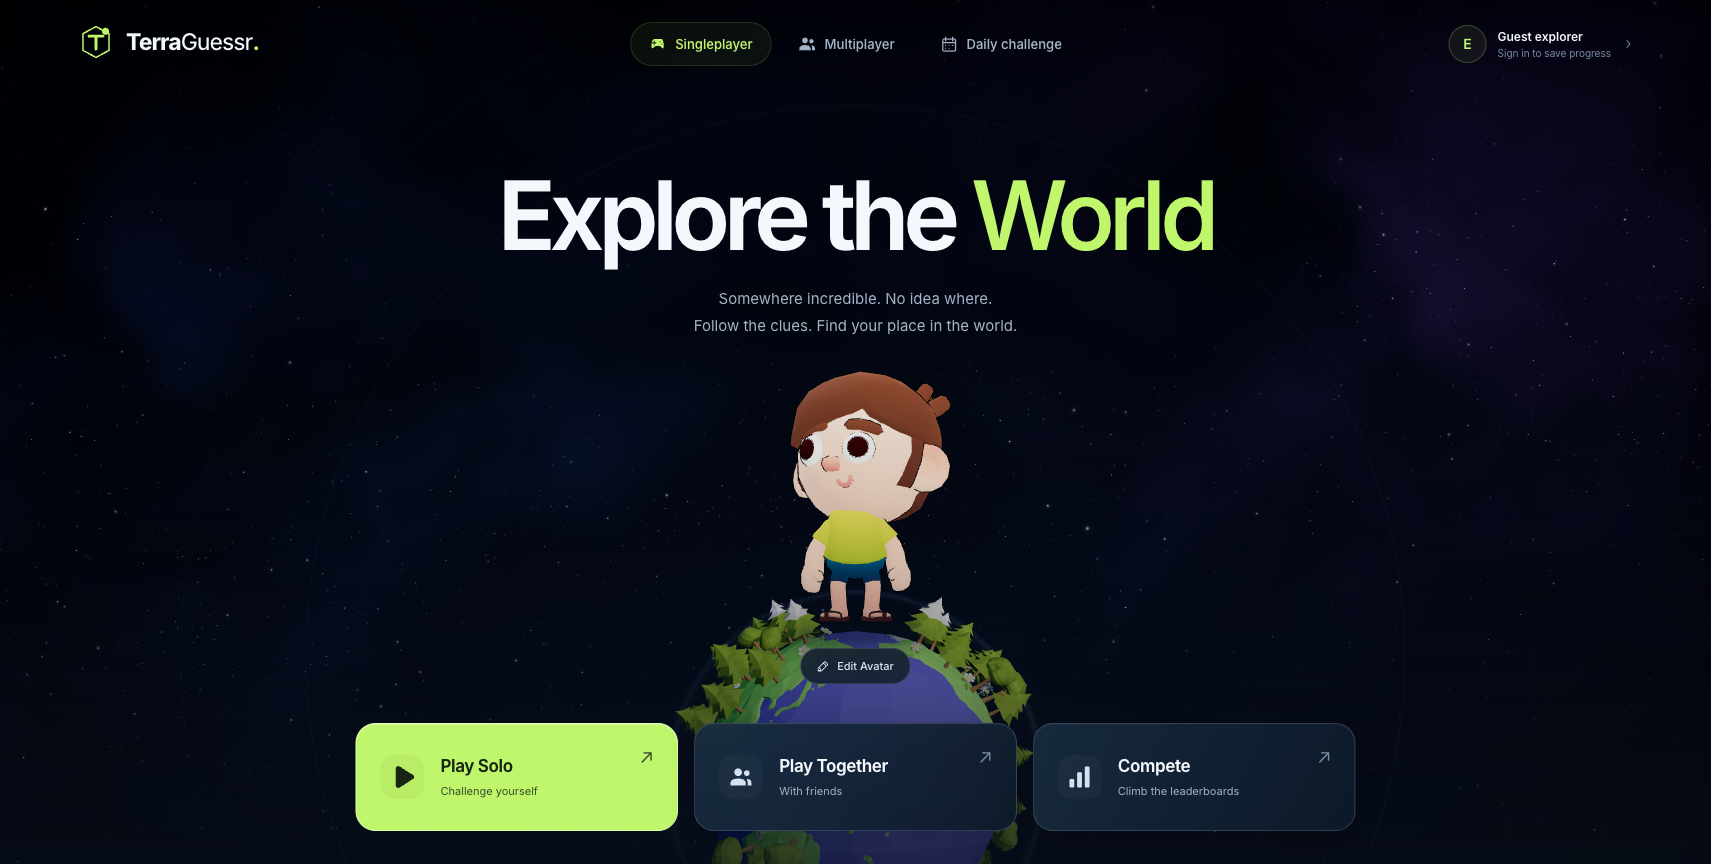 TerraGuessr.
Singleplayer
Multiplayer
Daily challenge
E
Guest explorer
Sign in to save progress
Explore the World
Somewhere incredible. No idea where.
Follow the clues. Find your place in the world.
Edit Avatar
Play Solo
Challenge yourself
Play Together
With friends
Compete
Climb the leaderboards